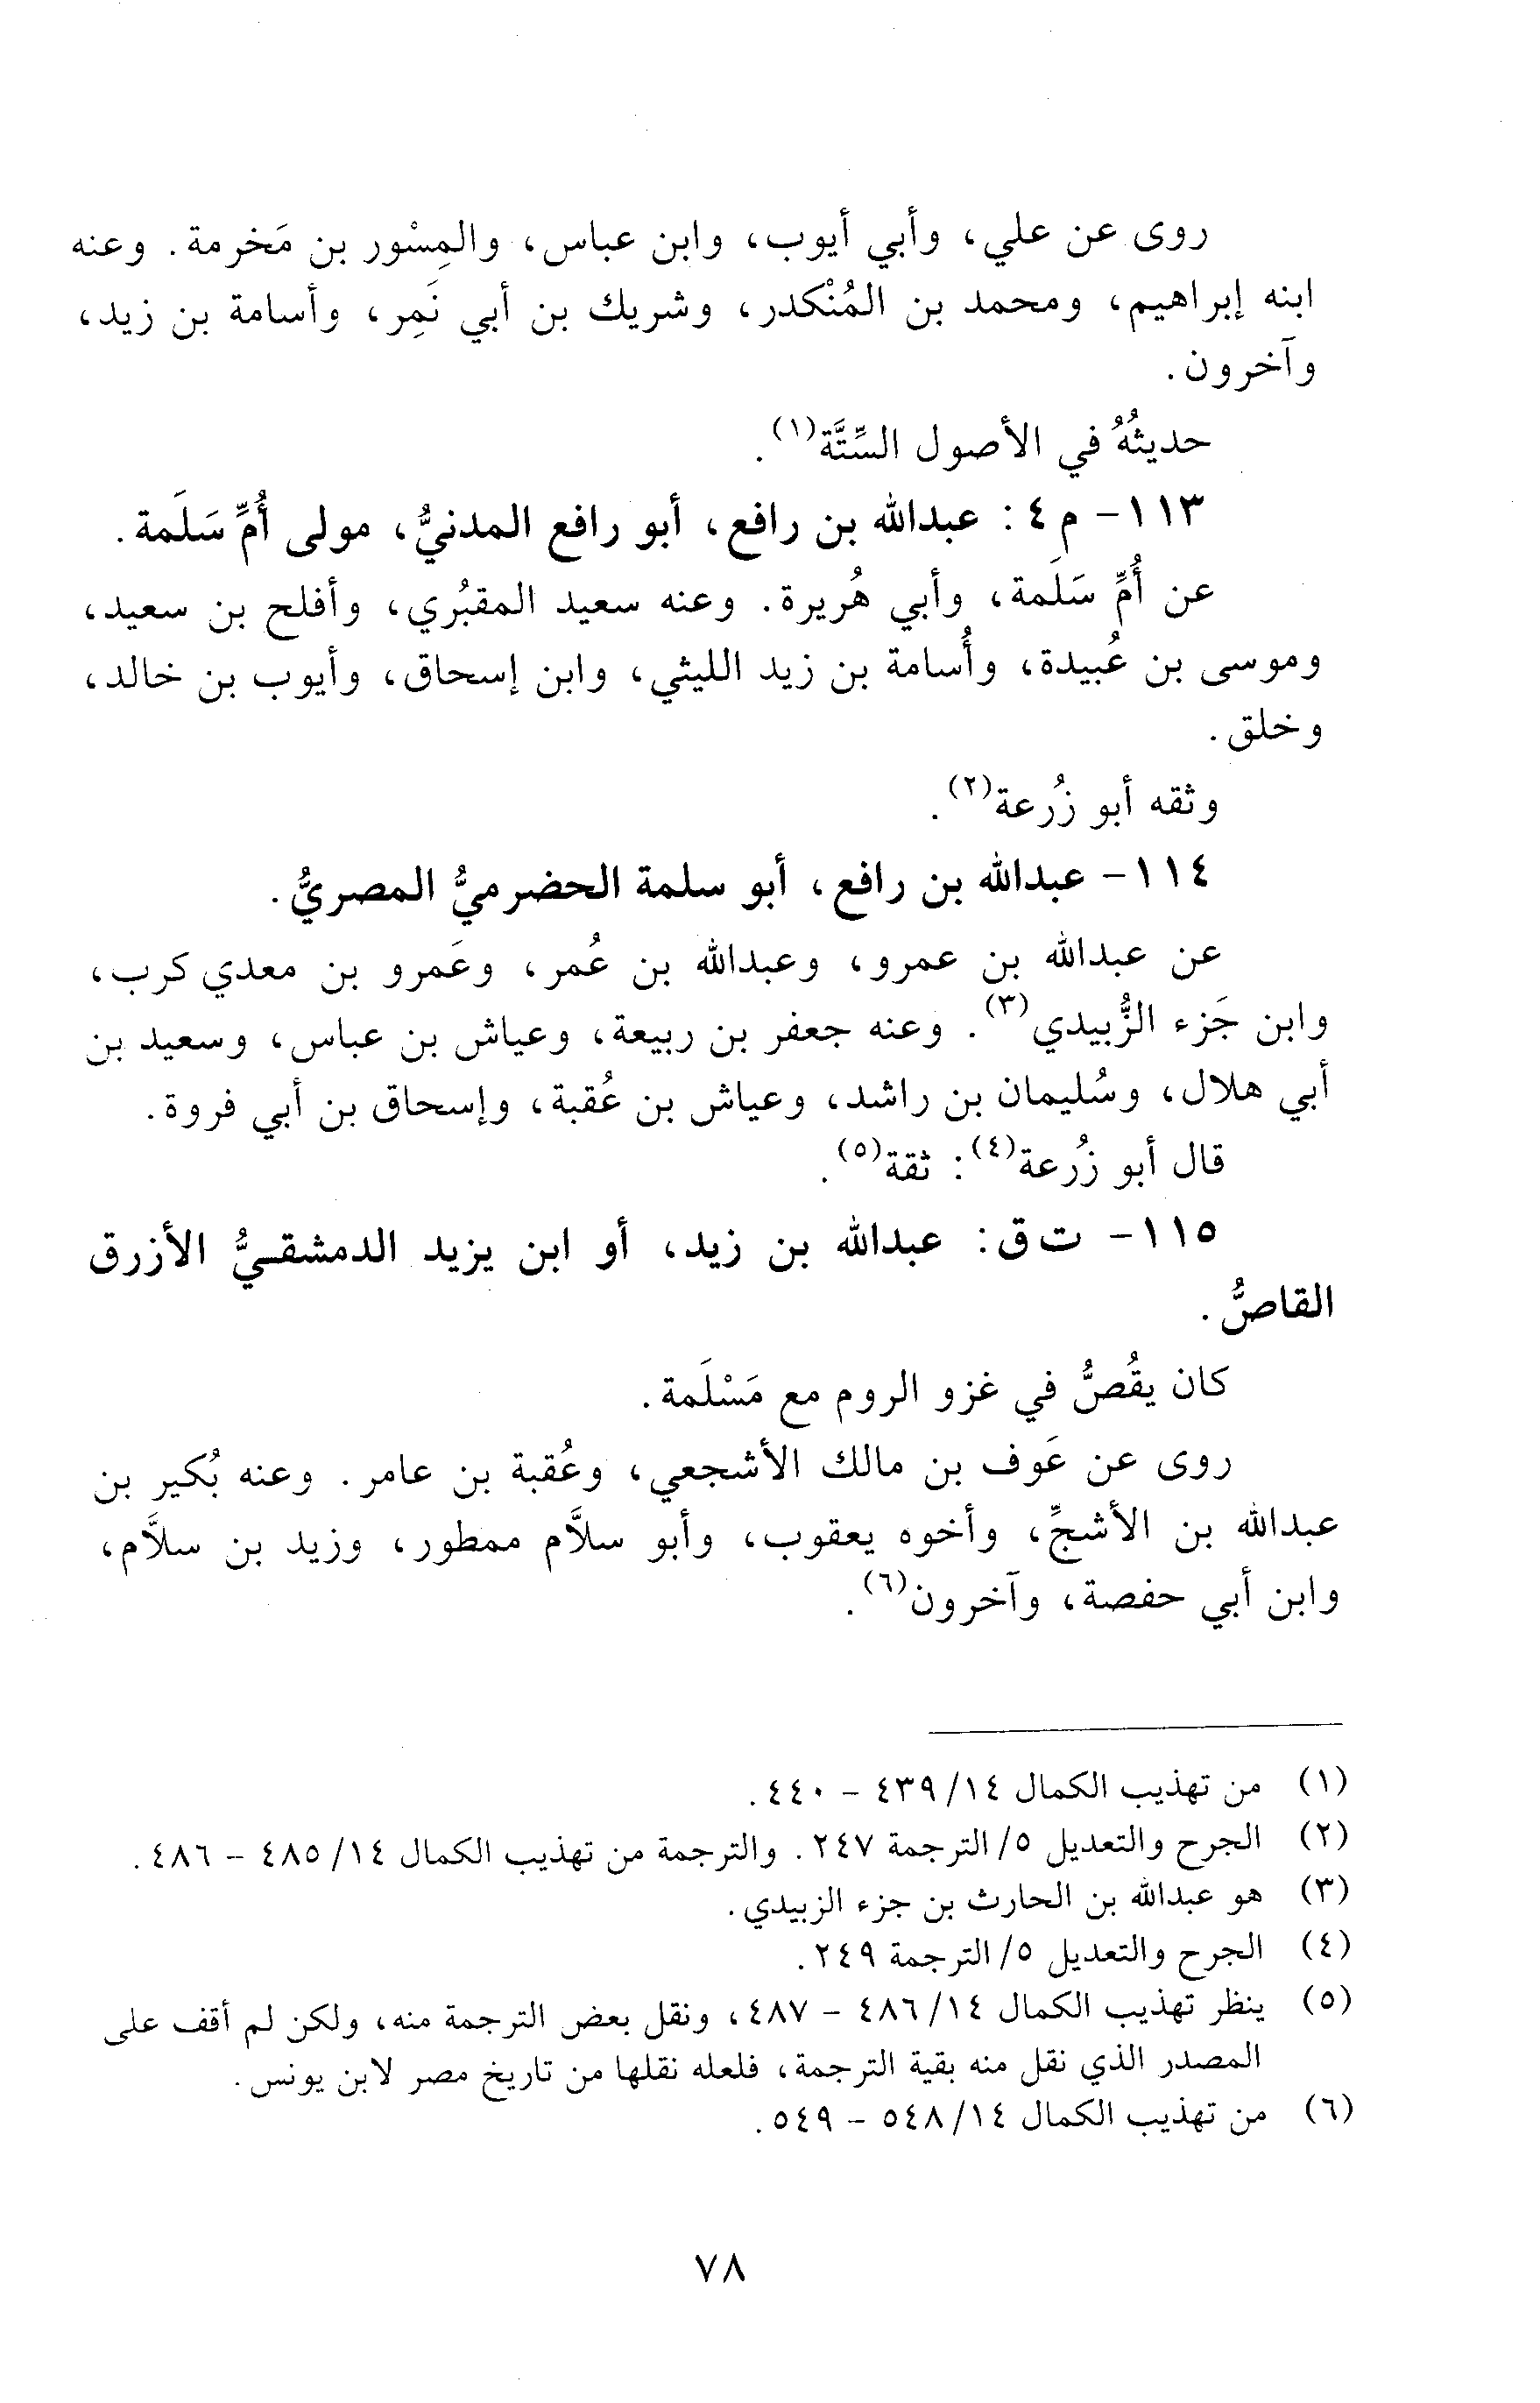 روى عن علي، وأبي أيوب، وابن عباس، والمِسْور بن مَخرمة. وعنه
ابنه إبراهيم، ومحمد بن المُنْكدر، وشريك بن أبي نَمِر، وأسامة بن زيد،
وآخرون.
حديثُهُ في الأصول السِّتَّة(١).
١١٣- م ٤: عبدالله بن رافع، أبو رافع المدنيُّ، مولى أُمِّ سَلَمة.
عن أُمِّ سَلَمة، وأبي هُريرة. وعنه سعيد المقبُري، وأفلح بن سعيد،
وموسى بن عُبيدة، وأُسامة بن زيد الليثي، وابن إسحاق، وأيوب بن خالد،
وخلق.
وثقه أبو زُرعة(٢).
١١٤- عبدالله بن رافع، أبو سلمة الحضرميُّ المصريُّ.
عن عبدالله بن عمرو، وعبدالله بن عُمر، وعَمرو بن معدي كرب،
وابن جَزء الزُّبيدي(٣). وعنه جعفر بن ربيعة، وعياش بن عباس، وسعيد بن
أبي هلال، وسُليمان بن راشد، وعياش بن عُقبة، وإسحاق بن أبي فروة.
قال أبو زُرعة(٤): ثقة(٥).
١١٥- ت ق: عبدالله بن زيد، أو ابن يزيد الدمشقيُّ الأزرق
القاصُّ.
كان يقُصُّ في غزو الروم مع مَسْلَمة.
روى عن عَوف بن مالك الأشجعي، وعُقبة بن عامر. وعنه بُكير بن
عبدالله بن الأشجِّ، وأخوه يعقوب، وأبو سلاَّم ممطور، وزيد بن سلاَّم،
وابن أبي حفصة، وآخرون(٦).
(١) من تهذيب الكمال ١٤/ ٤٣٩ - ٤٤٠.
(٢) الجرح والتعديل ٥/ الترجمة ٢٤٧. والترجمة من تهذيب الكمال ١٤/ ٤٨٥ - ٤٨٦.
(٣) هو عبدالله بن الحارث بن جزء الزبيدي.
(٤) الجرح والتعديل ٥/ الترجمة ٢٤٩.
(٥) ينظر تهذيب الكمال ١٤/ ٤٨٦ - ٤٨٧، ونقل بعض الترجمة منه، ولكن لم أقف على
المصدر الذي نقل منه بقية الترجمة، فلعله نقلها من تاريخ مصر لابن يونس.
(٦) من تهذيب الكمال ١٤/ ٥٤٨ - ٥٤٩.
٧٨